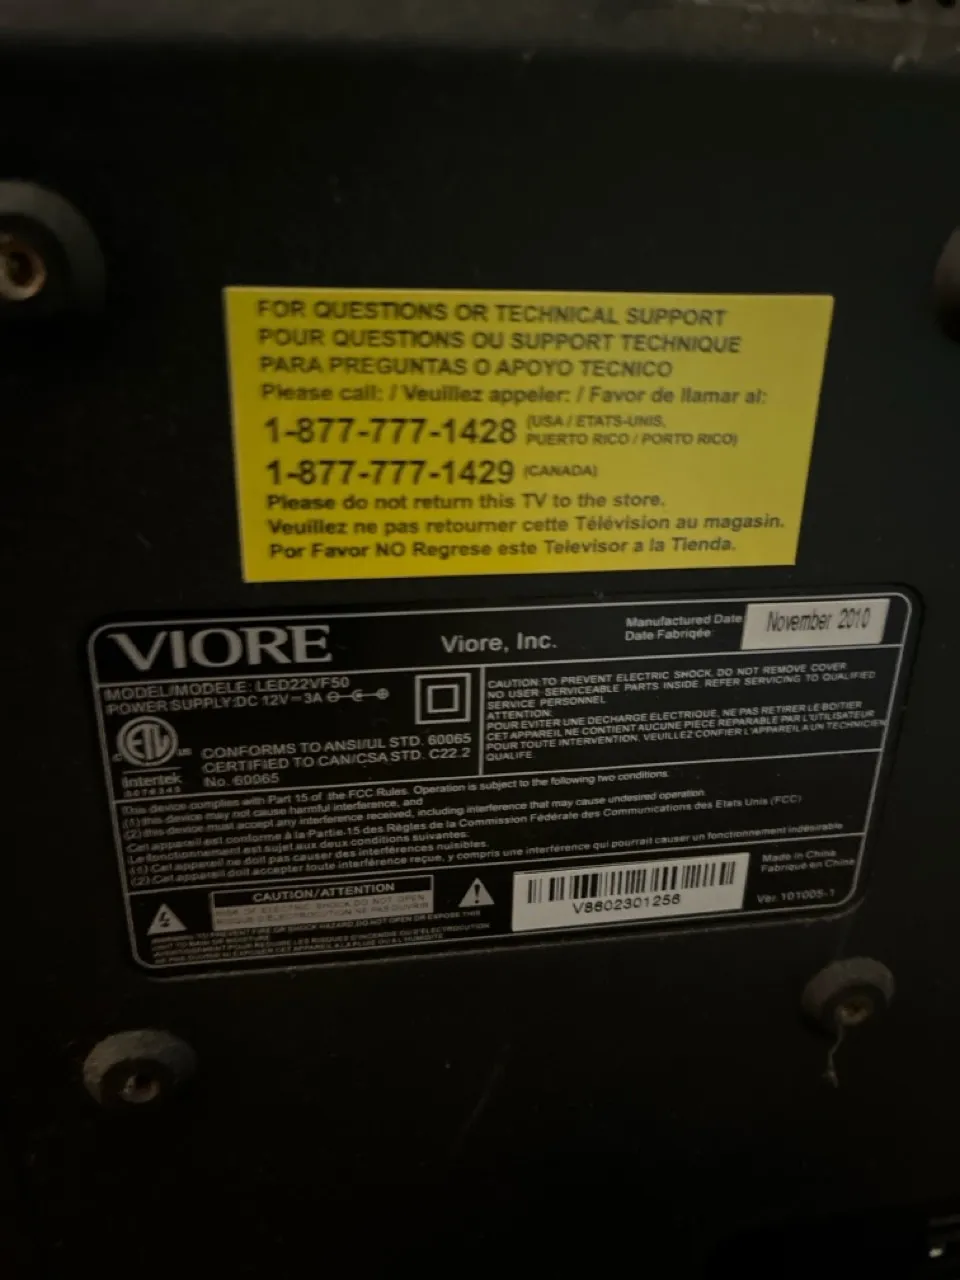 FOR QUESTIONS OR TECHNICAL SUPPORT
POUR QUESTIONS OU SUPPORT TECHNIQUE
PARA PREGUNTAS O APOYO TECNICO
Please call: / Veuillez appeler: / Favor de llamar al:
1-877-777-1428 (USA / ETATS-UNIS, PUERTO RICO / PORTO RICO)
1-877-777-1429 (CANADA)
Please do not return this TV to the store.
Veuillez ne pas retourner cette Télévision au magasin.
Por Favor NO Regrese este Televisor a la Tienda.
VIORE
Viore, Inc.
Manufactured Date
Date Fabriqée
November 2010
MODEL/MODELE: LED22VF50
POWER SUPPLY: DC 12V 3A
CAUTION: TO PREVENT ELECTRIC SHOCK, DO NOT REMOVE COVER
NO USER-SERVICEABLE PARTS INSIDE. REFER SERVICING TO QUALIFIED
SERVICE PERSONNEL
ATTENTION:
POUR EVITER UNE DECHARGE ELECTRIQUE, NE PAS RETIRER LE BOITIER
CET APPAREIL NE CONTIENT AUCUNE PIECE REPARABLE PAR L'UTILISATEUR
POUR TOUTE INTERVENTION, VEUILLEZ CONFIER L'APPAREIL A UN TECHNICIEN
QUALIFE.
ETL
c us
Intertek
CONFORMS TO ANSI/UL STD. 60065
CERTIFIED TO CAN/CSA STD. C22.2
No. 60065
This device complies with Part 15 of the FCC Rules. Operation is subject to the following two conditions:
(1) this device may not cause harmful interference, and
(2) this device must accept any interference received, including interference that may cause undesired operation.
Cet appareil est conforme à la Partie 15 des Règles de la Commission Fédérale des Communications des Etats Unis (FCC)
Le fonctionnement est sujet aux deux conditions suivantes:
(1) Cet appareil ne doit pas causer des interférences nuisibles.
(2) Cet appareil doit accepter toute interférence reçue, y compris une interférence qui pourrait causer un fonctionnement indésirable
CAUTION/ATTENTION
RISK OF ELECTRIC SHOCK DO NOT OPEN
V8602301256
Made in China
Fabriqué en Chine
Ver 101005-1